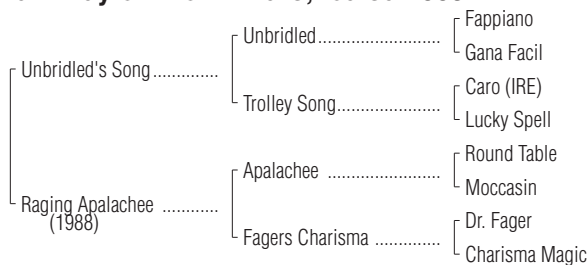 Fappiano
Unbridled
Gana Facil
Unbridled's Song
Caro (IRE)
Trolley Song
Lucky Spell
Round Table
Apalachee
Moccasin
Raging Apalachee
(1988)
Dr. Fager
Fagers Charisma
Charisma Magic